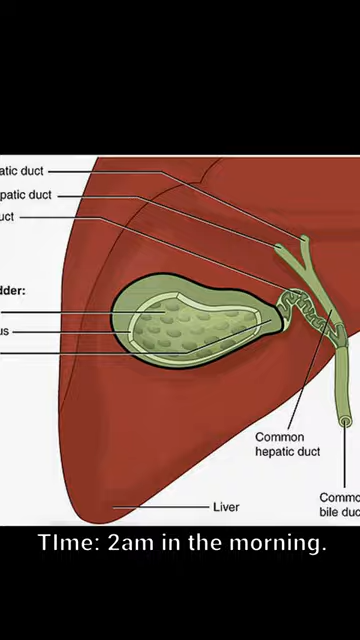 atic duct
patic duct
uct
dder:
us
Common
hepatic duct
Liver
Commo
bile duc
TIme: 2am in the morning.